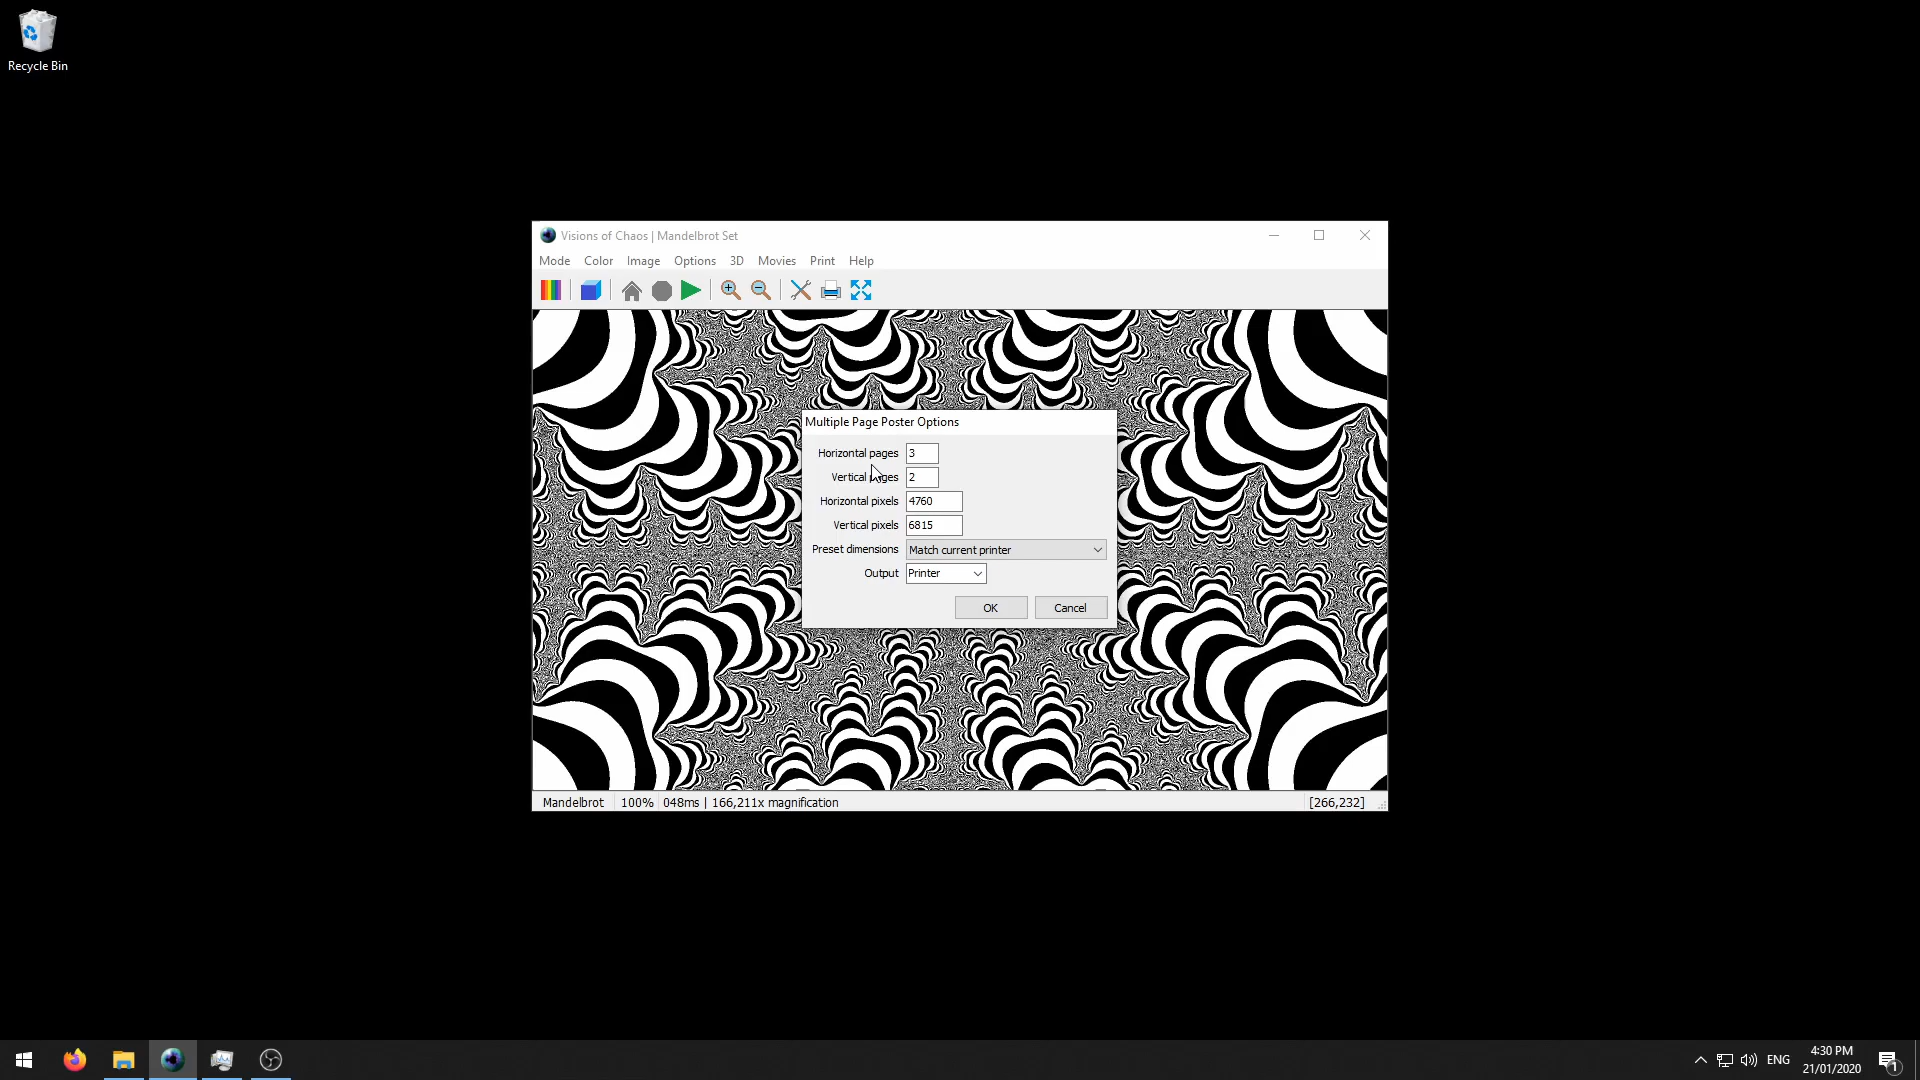 Recycle Bin
Visions of Chaos | Mandelbrot Set
Mode Color Image Options 3D Movies Print Help
Multiple Page Poster Options
Horizontal pages 3
Vertical pages 2
Horizontal pixels 4760
Vertical pixels 6815
Preset dimensions Match current printer
Output Printer
OK Cancel
Mandelbrot 100% 048ms | 166,211x magnification [266,232]
ENG
4:30 PM
21/01/2020
1